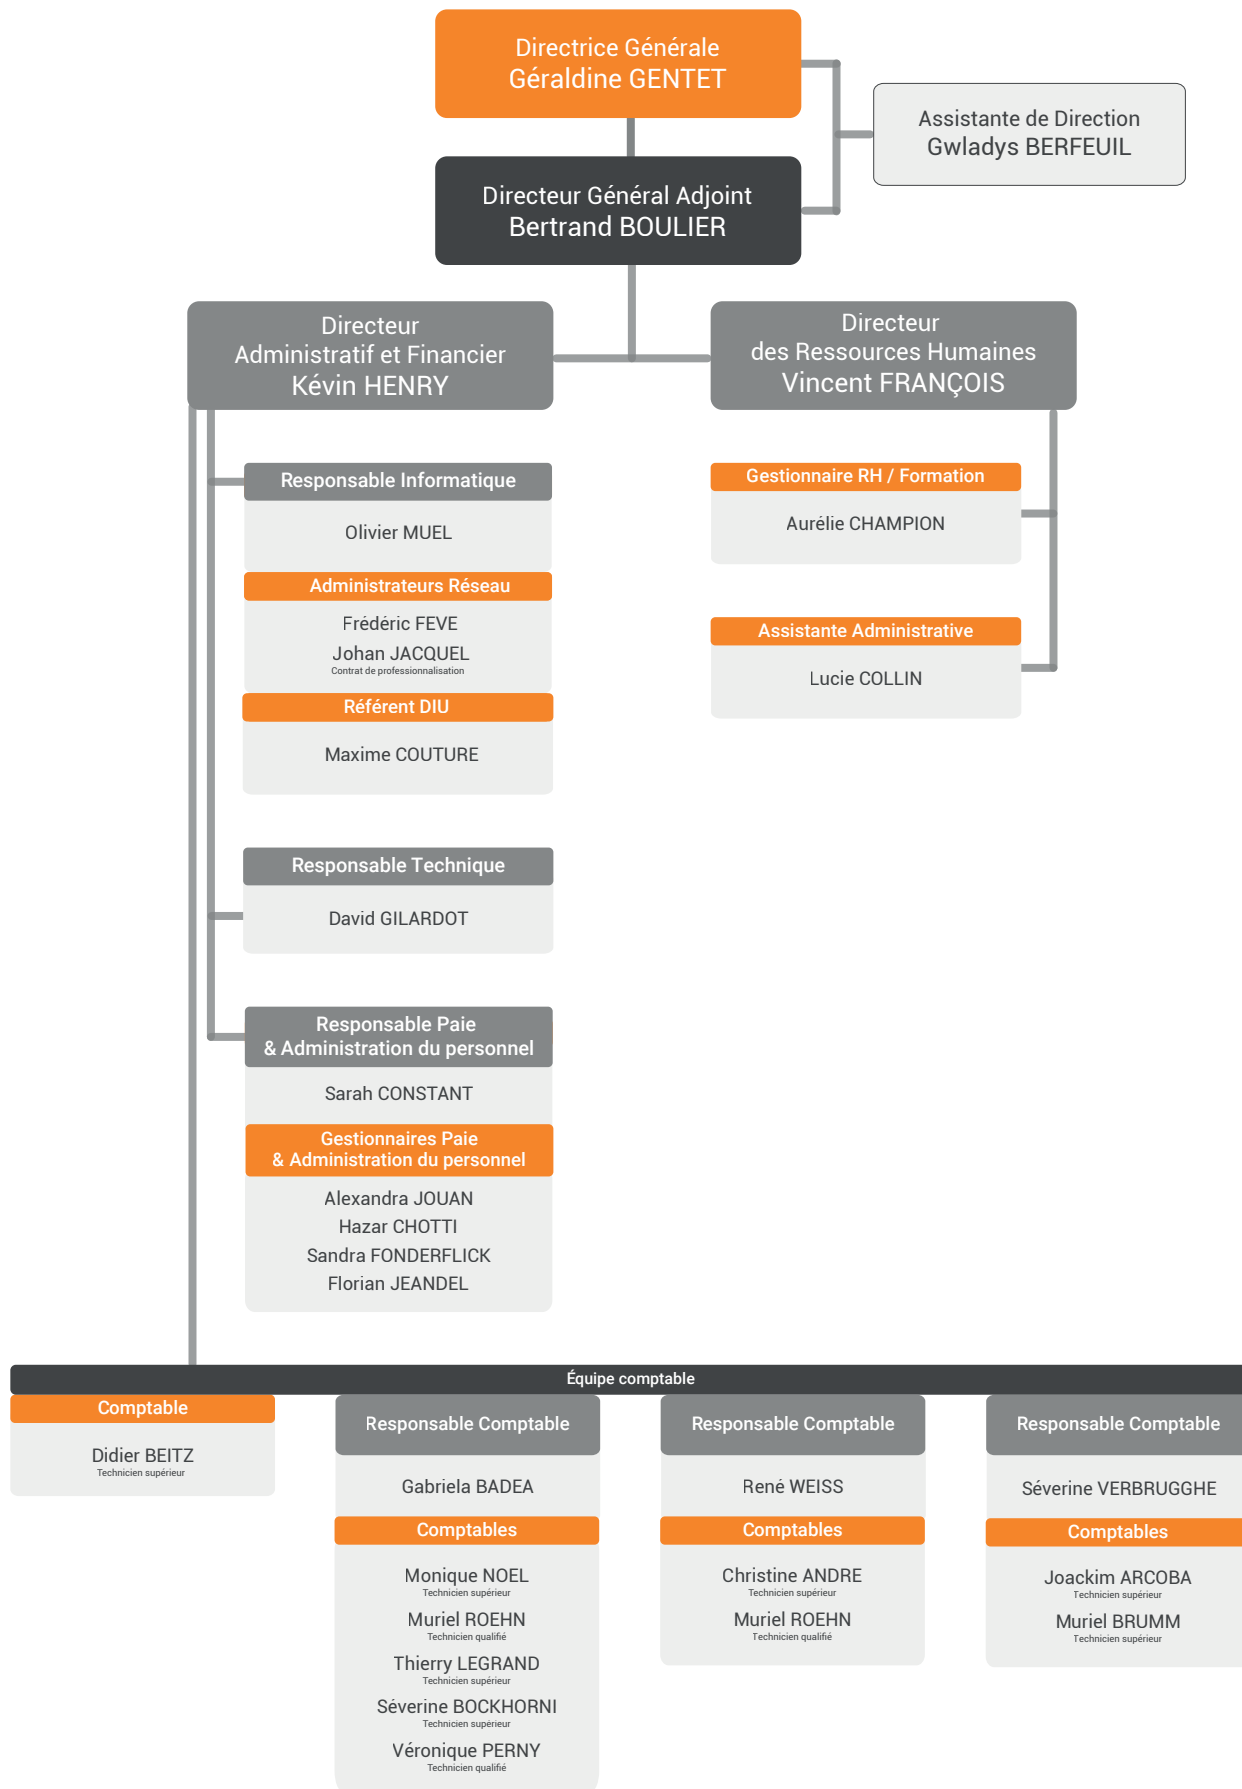 Directrice Générale
Géraldine GENTET
Assistante de Direction
Gwladys BERFEUIL
Directeur Général Adjoint
Bertrand BOULIER
Directeur
Administratif et Financier
Kévin HENRY
Directeur
des Ressources Humaines
Vincent FRANÇOIS
Responsable Informatique
Olivier MUEL
Administrateurs Réseau
Frédéric FEVE
Johan JACQUEL
Contrat de professionnalisation
Référent DIU
Maxime COUTURE
Gestionnaire RH / Formation
Aurélie CHAMPION
Assistante Administrative
Lucie COLLIN
Responsable Technique
David GILARDOT
Responsable Paie
& Administration du personnel
Sarah CONSTANT
Gestionnaires Paie
& Administration du personnel
Alexandra JOUAN
Hazar CHOTTI
Sandra FONDERFLICK
Florian JEANDEL
Équipe comptable
Comptable
Didier BEITZ
Technicien supérieur
Responsable Comptable
Gabriela BADEA
Comptables
Monique NOEL
Technicien supérieur
Muriel ROEHN
Technicien qualifié
Thierry LEGRAND
Technicien supérieur
Séverine BOCKHORNI
Technicien supérieur
Véronique PERNY
Technicien qualifié
Responsable Comptable
René WEISS
Comptables
Christine ANDRE
Technicien supérieur
Muriel ROEHN
Technicien qualifié
Responsable Comptable
Séverine VERBRUGGHE
Comptables
Joackim ARCOBA
Technicien supérieur
Muriel BRUMM
Technicien supérieur